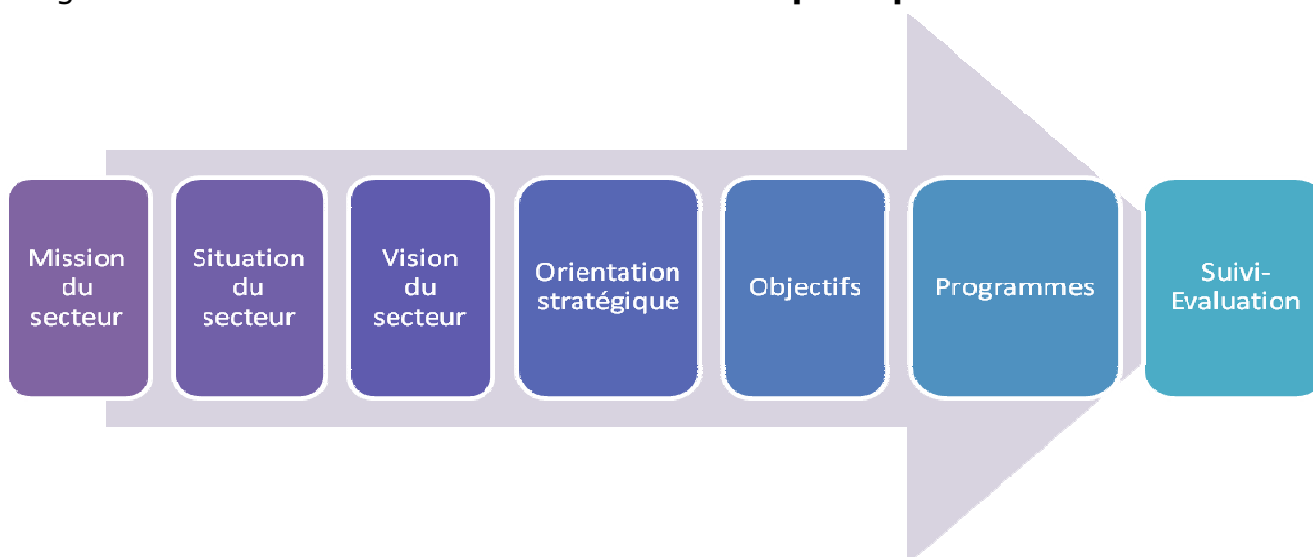 Mission
du
secteur
Situation
du
secteur
Vision
du
secteur
Orientation
stratégique
Objectifs
Programmes
Suivi-
Evaluation